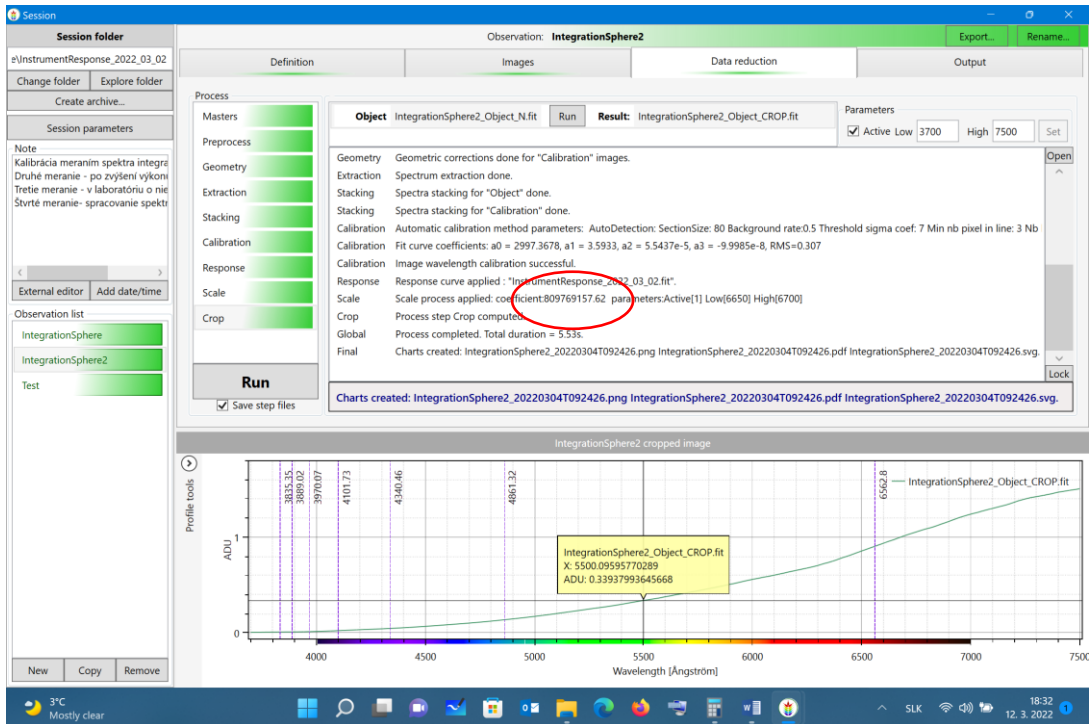 Session
Session folder
e\InstrumentResponse_2022_03_02
Change folder Explore folder
Create archive...
Session parameters
Note
Kalibrácia meraním spektra integra
Druhé meranie - po zvýšení výkonu
Tretie meranie - v laboratóriu o nie
Štvrté meranie- spracovanie spektr
External editor Add date/time
Observation list
IntegrationSphere
IntegrationSphere2
Test
New Copy Remove
Observation: IntegrationSphere2
Export... Rename...
Definition Images Data reduction Output
Process
Masters
Preprocess
Geometry
Extraction
Stacking
Calibration
Response
Scale
Crop
Run
Save step files
Object IntegrationSphere2_Object_N.fit Run Result: IntegrationSphere2_Object_CROP.fit
Parameters
Active Low 3700 High 7500 Set
Open
Geometry Geometric corrections done for "Calibration" images.
Extraction Spectrum extraction done.
Stacking Spectra stacking for "Object" done.
Stacking Spectra stacking for "Calibration" done.
Calibration Automatic calibration method parameters: AutoDetection: SectionSize: 80 Background rate:0.5 Threshold sigma coef: 7 Min nb pixel in line: 3 Nb
Calibration Fit curve coefficients: a0 = 2997.3678, a1 = 3.5933, a2 = 5.5437e-5, a3 = -9.9985e-8, RMS=0.307
Calibration Image wavelength calibration successful.
Response Response curve applied : "InstrumentResponse_2022_03_02.fit".
Scale Scale process applied: coefficient:809769157.62 parameters:Active[1] Low[6650] High[6700]
Crop Process step Crop computed.
Global Process completed. Total duration = 5.53s.
Final Charts created: IntegrationSphere2_20220304T092426.png IntegrationSphere2_20220304T092426.pdf IntegrationSphere2_20220304T092426.svg.
Lock
Charts created: IntegrationSphere2_20220304T092426.png IntegrationSphere2_20220304T092426.pdf IntegrationSphere2_20220304T092426.svg.
IntegrationSphere2 cropped image
Profile tools
ADU
1
0
3835.35
3889.02
3970.07
4101.73
4340.46
4861.32
6562.8
IntegrationSphere2_Object_CROP.fit
IntegrationSphere2_Object_CROP.fit
X: 5500.09595770289
ADU: 0.33937993645668
4000 4500 5000 5500 6000 6500 7000 7500
Wavelength [Ångström]
3°C
Mostly clear
SLK
18:32
12. 3. 2022
1